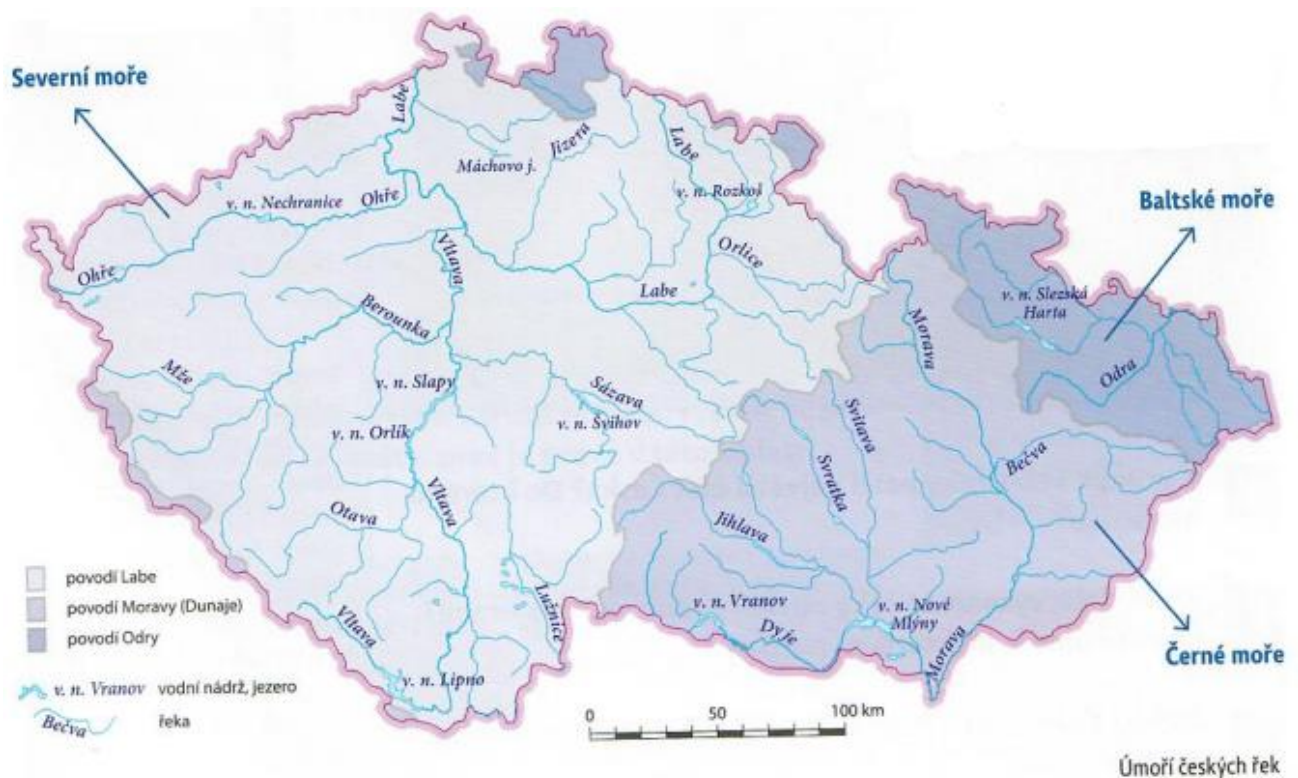 Severní moře
Labe
Máchovo j.
Jizera
Labe
v. n. Rozkoš
v. n. Nechranice
Ohře
Baltské moře
Ohře
Vltava
Orlice
Labe
v. n. Slezská
Harta
Berounka
Morava
Mže
Odra
v. n. Slapy
Sázava
v. n. Orlík
v. n. Švihov
Svitava
Bečva
Svratka
Vltava
Otava
Jihlava
povodí Labe
povodí Moravy (Dunaje)
povodí Odry
Lužnice
v. n. Vranov
v. n. Nové
Mlýny
Vltava
Dyje
Morava
Černé moře
v. n. Lipno
v. n. Vranov vodní nádrž, jezero
Bečva řeka
0 50 100 km
Úmoří českých řek